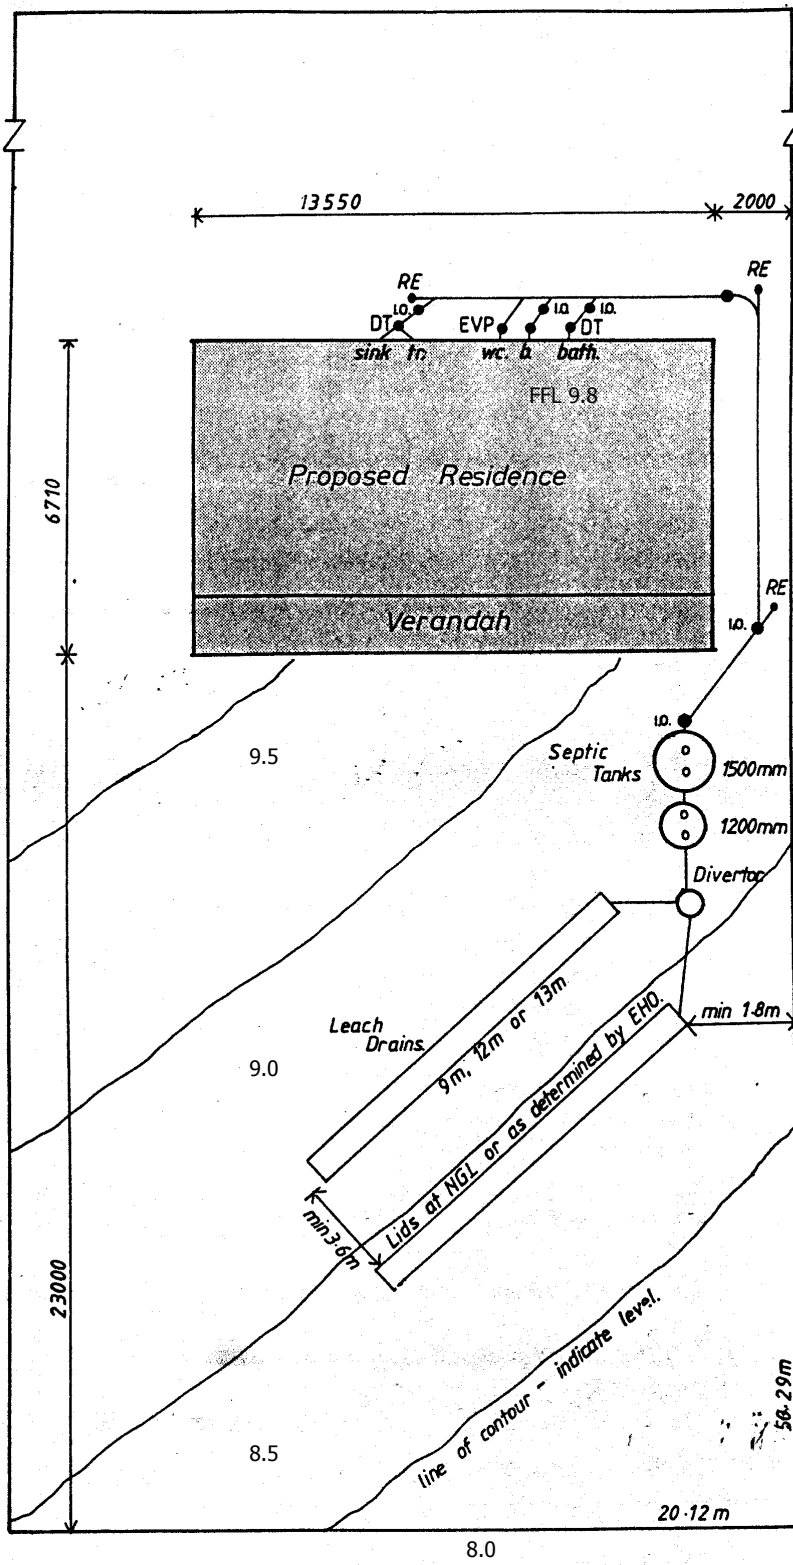 13550
2000
RE
RE
I.O.
I.O.
I.O.
DT
EVP
DT
sink tr.
wc. b. bath.
FFL 9.8
6710
Proposed Residence
Verandah
RE
I.O.
I.O.
9.5
Septic
Tanks
1500mm
1200mm
Divertor
Leach
Drains.
9m, 12m or 13m
min 1·8m
9.0
Lids at NGL or as determined by EHO.
min 3·6m
23000
line of contour - indicate level.
8.5
20·12 m
8.0